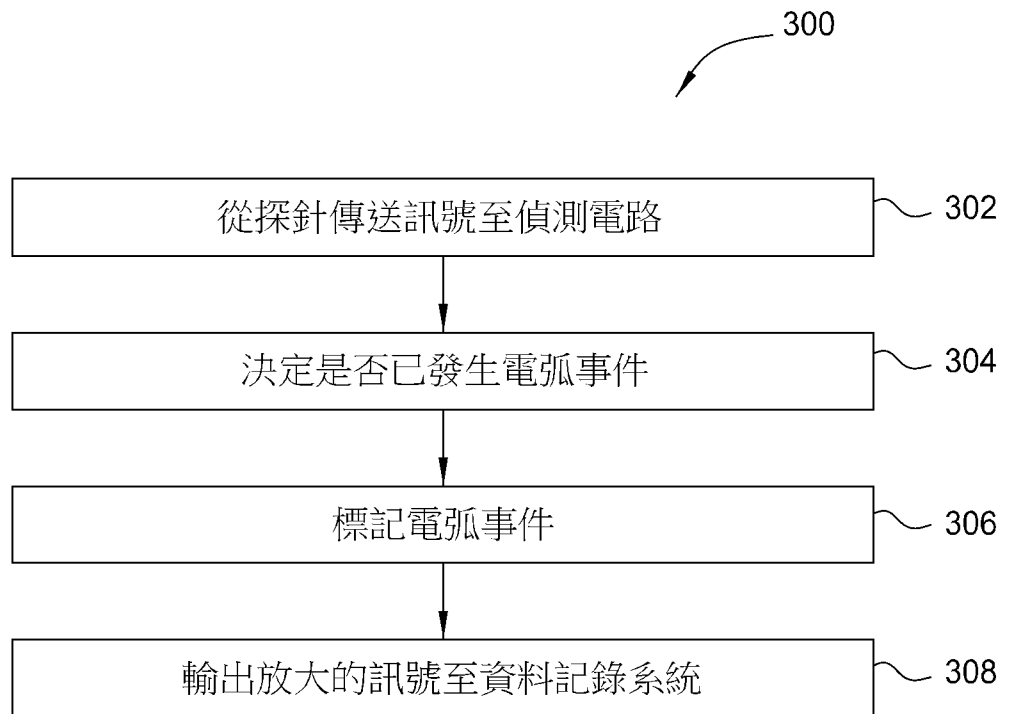 300
從探針傳送訊號至偵測電路
302
決定是否已發生電弧事件
304
標記電弧事件
306
輸出放大的訊號至資料記錄系統
308